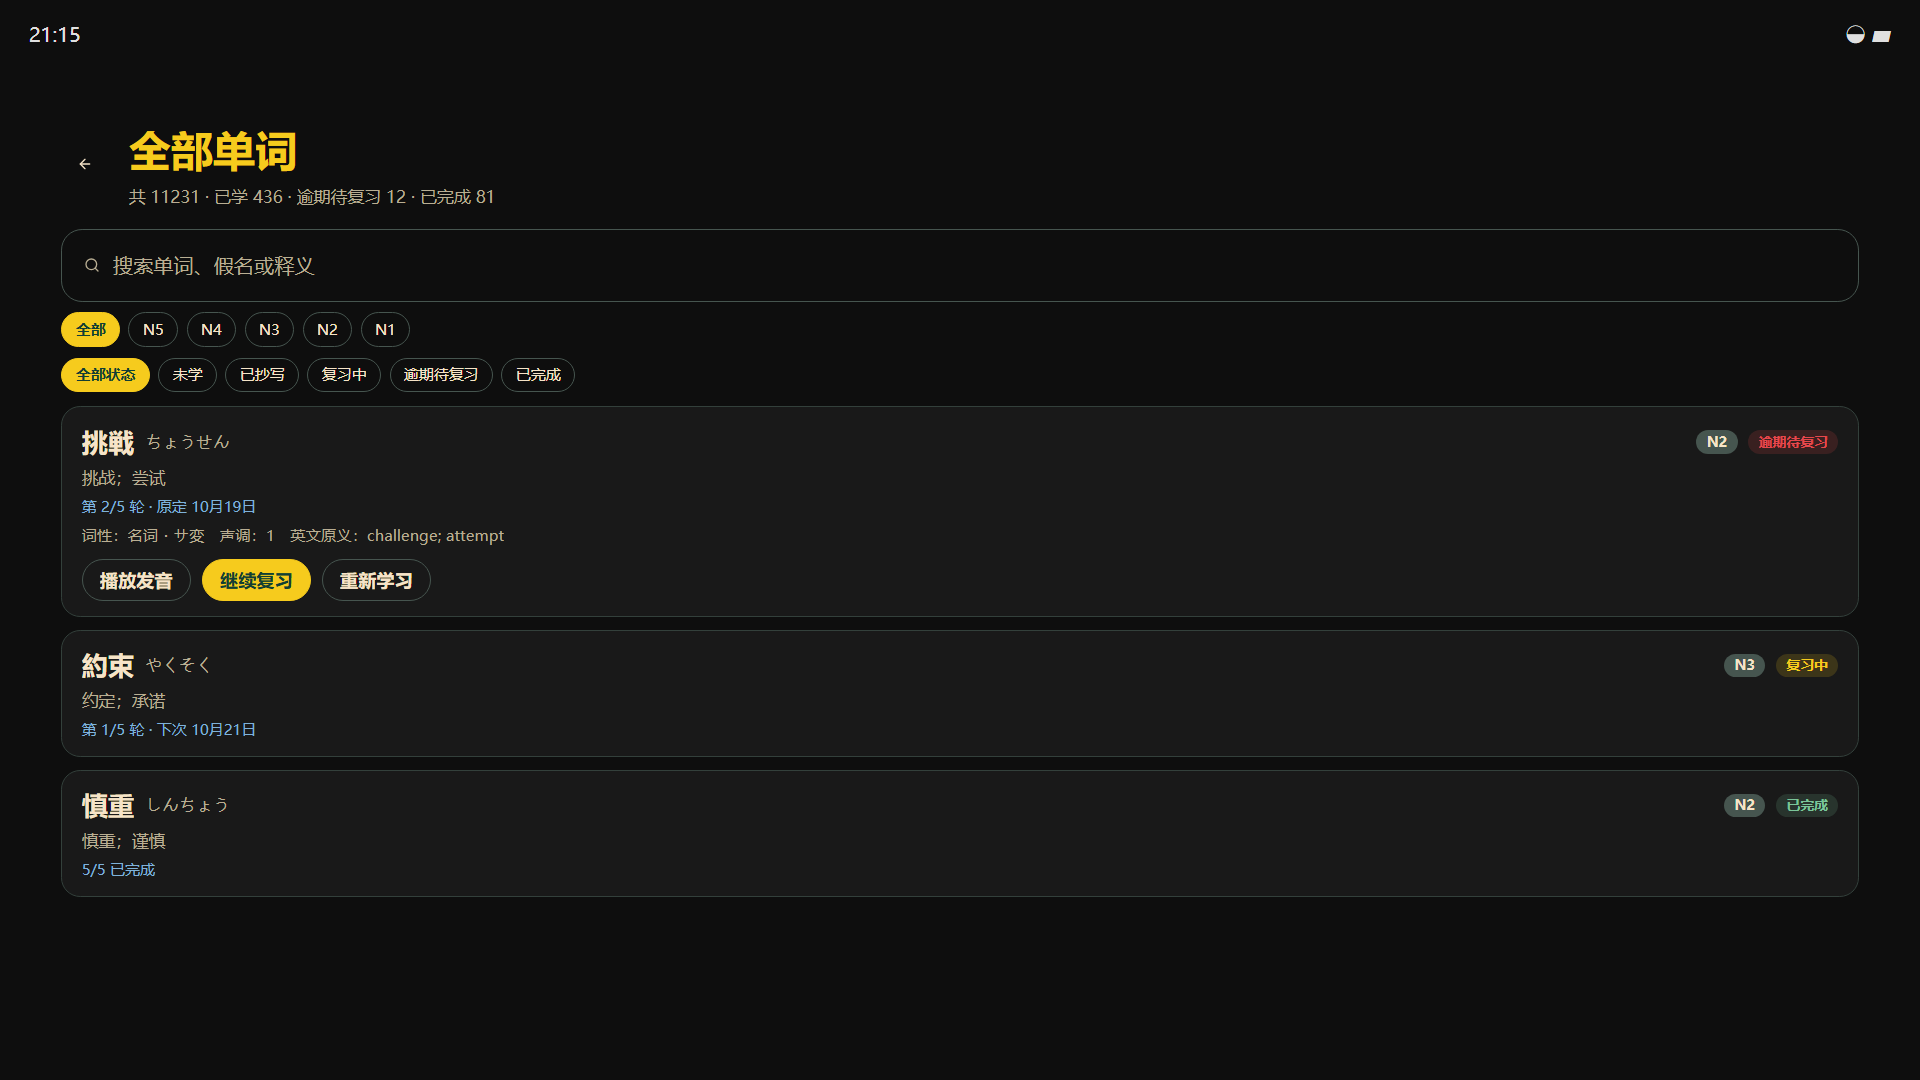 21:15
全部单词
共 11231 · 已学 436 · 逾期待复习 12 · 已完成 81
搜索单词、假名或释义
全部 N5 N4 N3 N2 N1
全部状态 未学 已抄写 复习中 逾期待复习 已完成
挑戦 ちょうせん N2 逾期待复习
挑战；尝试
第 2/5 轮 · 原定 10月19日
词性：名词 · サ变 声调：1 英文原义：challenge; attempt
播放发音 继续复习 重新学习
約束 やくそく N3 复习中
约定；承诺
第 1/5 轮 · 下次 10月21日
慎重 しんちょう N2 已完成
慎重；谨慎
5/5 已完成